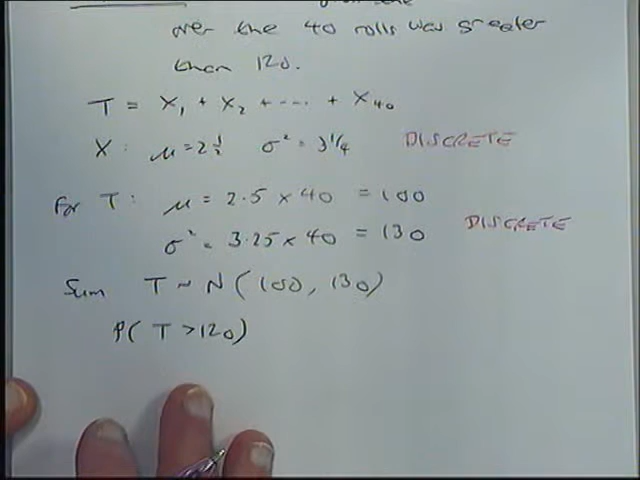 over the 40 rolls was greater
than 120.
T = X₁ + X₂ + ---- + X₄₀
X : μ = 2½ σ² = 3¼ DISCRETE
For T : μ = 2.5 × 40 = 100
σ² = 3.25 × 40 = 130 DISCRETE
Sum T ~ N ( 100, 130 )
P( T > 120 )